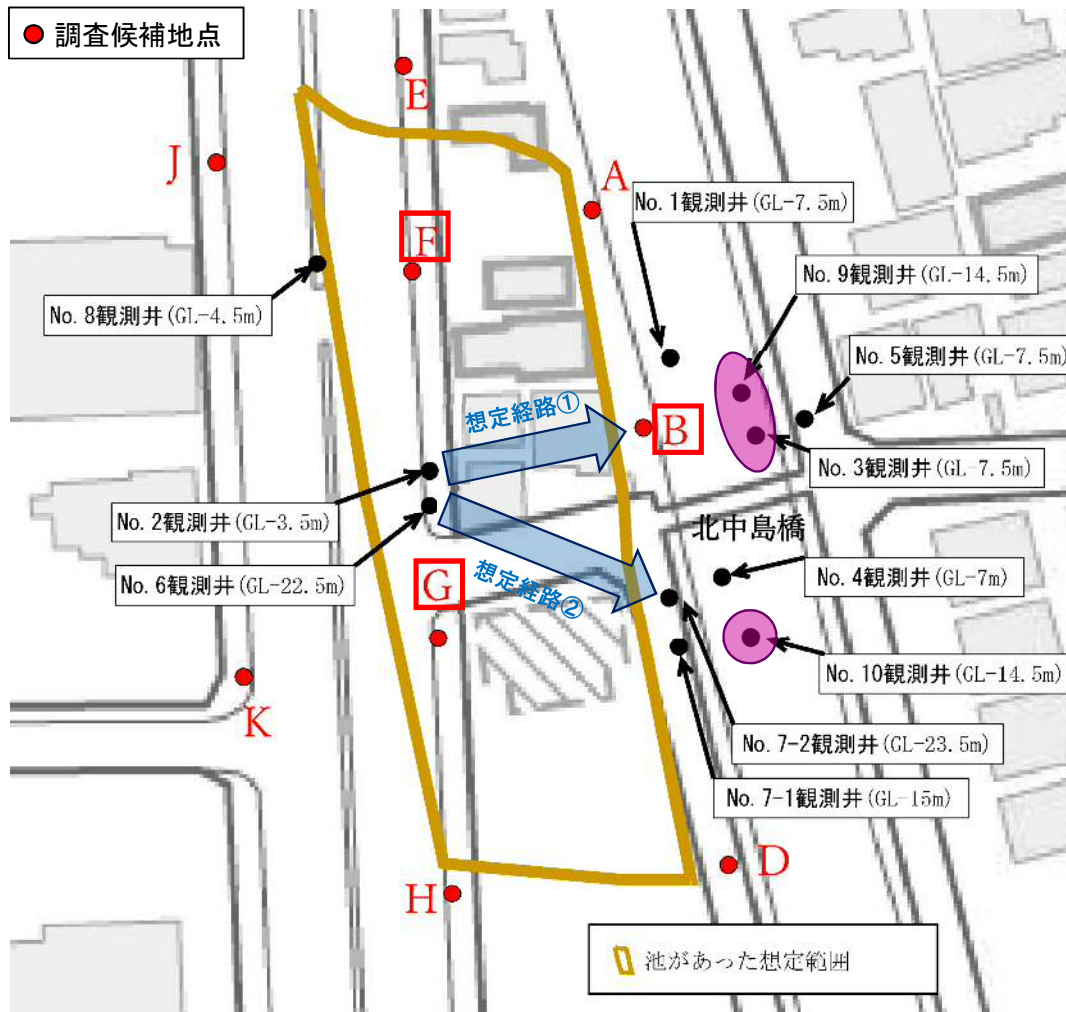 調査候補地点
E
J
A
No. 1観測井(GL-7.5m)
F
No. 9観測井(GL-14.5m)
No. 8観測井(GL-4.5m)
No. 5観測井(GL-7.5m)
想定経路①
B
No. 3観測井(GL-7.5m)
No. 2観測井(GL-3.5m)
北中島橋
No. 6観測井(GL-22.5m)
G
想定経路②
No. 4観測井(GL-7m)
No. 10観測井(GL-14.5m)
K
No. 7-2観測井(GL-23.5m)
No. 7-1観測井(GL-15m)
D
H
池があった想定範囲